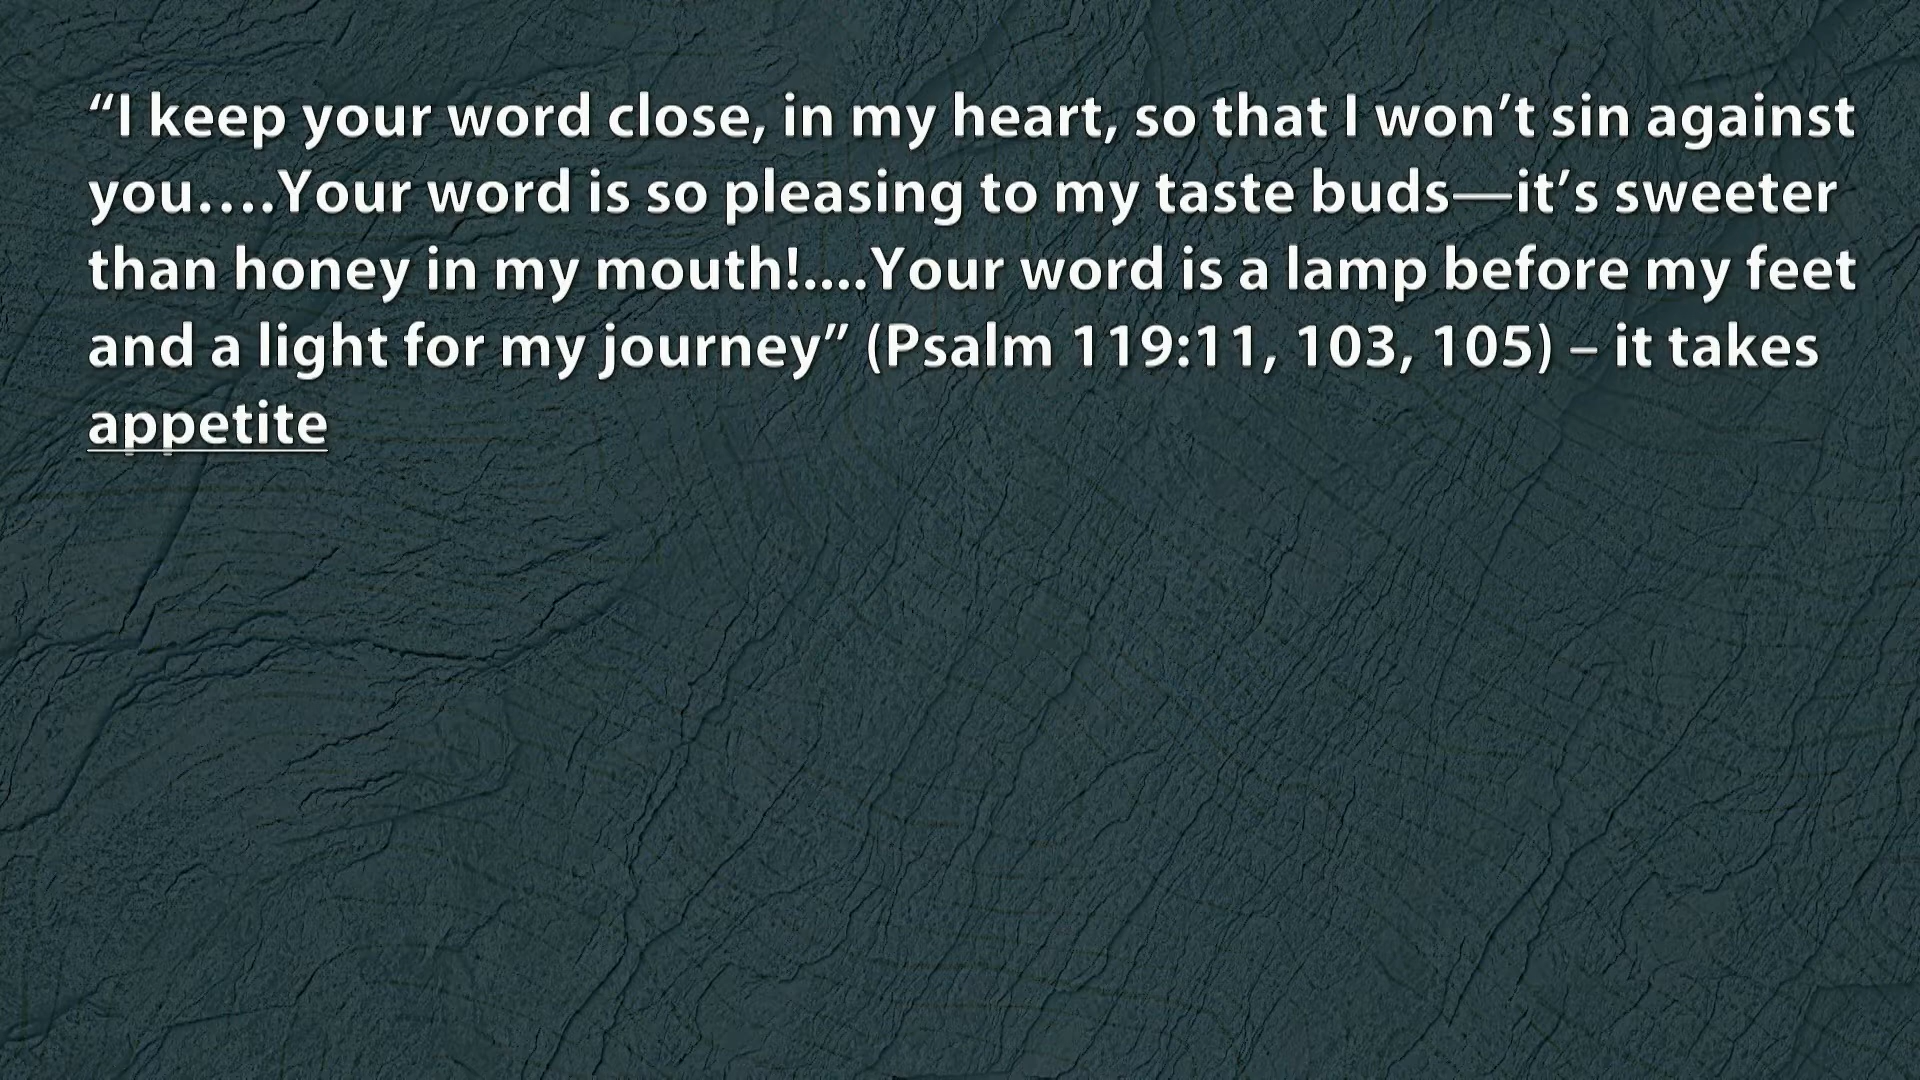 “I keep your word close, in my heart, so that I won’t sin against
you….Your word is so pleasing to my taste buds—it’s sweeter
than honey in my mouth!....Your word is a lamp before my feet
and a light for my journey” (Psalm 119:11, 103, 105) – it takes
appetite